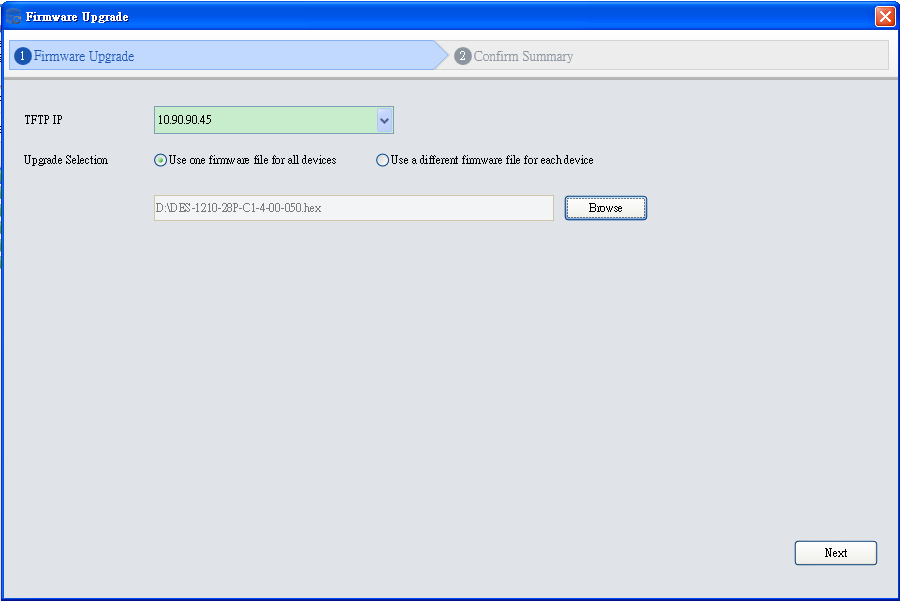 Firmware Upgrade
1 Firmware Upgrade
2 Confirm Summary
TFTP IP 10.90.90.45
Upgrade Selection Use one firmware file for all devices Use a different firmware file for each device
D:\DES-1210-28P-C1-4-00-050.hex Browse
Next